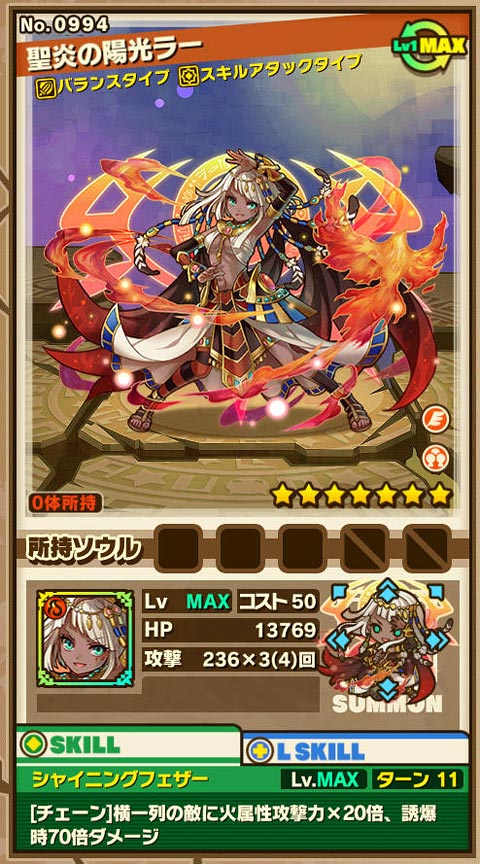 No.0994
聖炎の陽光ラー
Lv1 MAX
バランスタイプ スキルアタックタイプ
E
0体所持
所持ソウル
Lv MAX コスト 50
HP 13769
攻撃 236×3(4)回
SUMMON
SKILL
L SKILL
シャイニングフェザー Lv.MAX ターン 11
[チェーン]横一列の敵に火属性攻撃力×20倍、誘爆
時70倍ダメージ